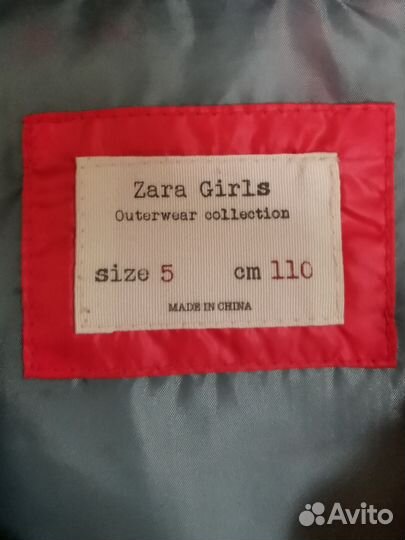 Zara Girls
Outerwear collection
size 5 cm 110
MADE IN CHINA
Avito